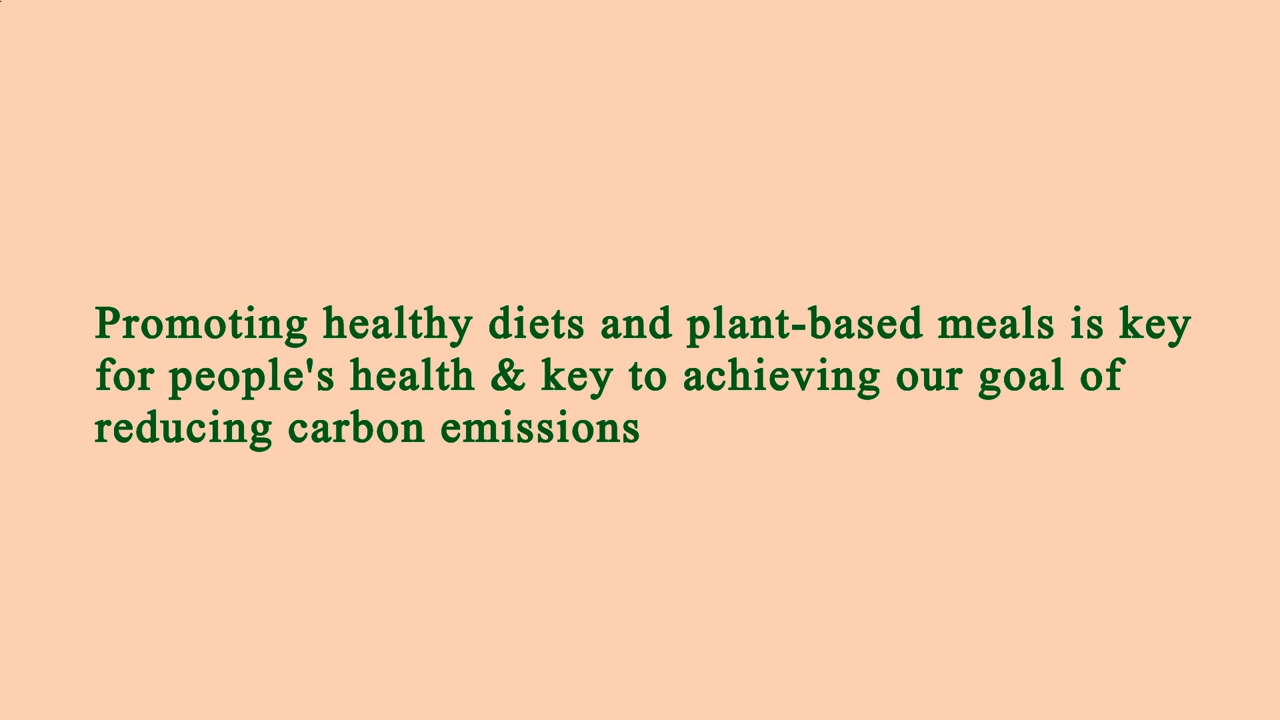 Promoting healthy diets and plant-based meals is key
for people's health & key to achieving our goal of
reducing carbon emissions